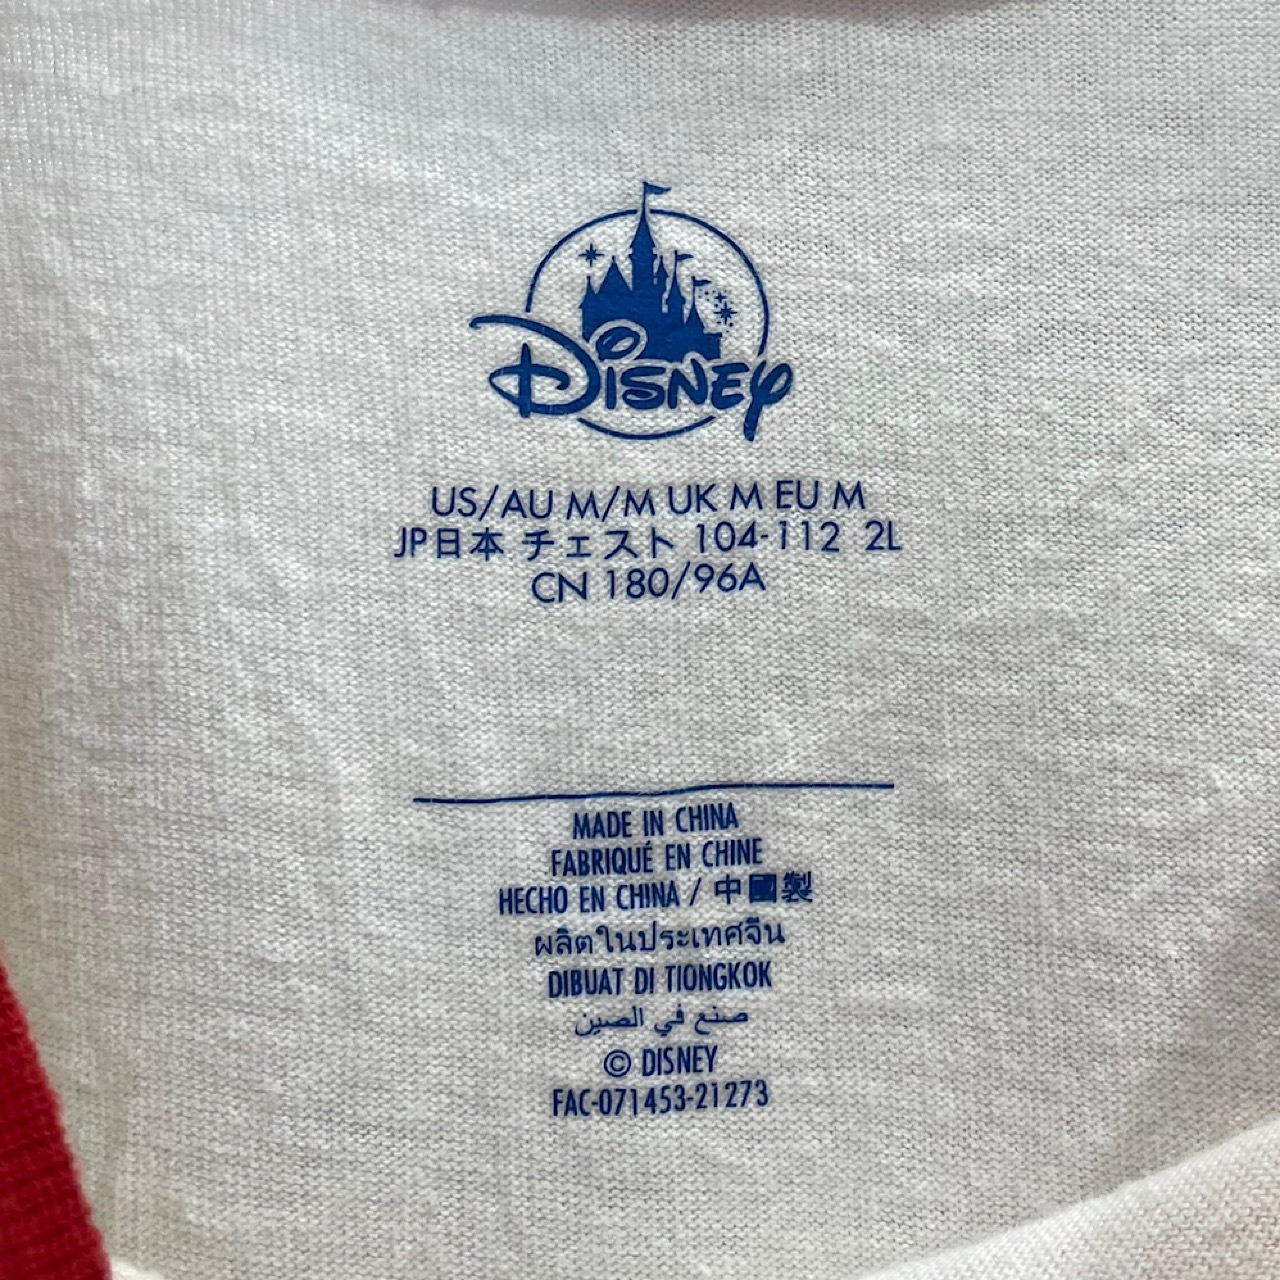 Disney
US/AU M/M UK M EU M
JP日本 チェスト 104-112 2L
CN 180/96A
MADE IN CHINA
FABRIQUÉ EN CHINE
HECHO EN CHINA / 中國製
ผลิตในประเทศจีน
DIBUAT DI TIONGKOK
صنع في الصين
© DISNEY
FAC-071453-21273